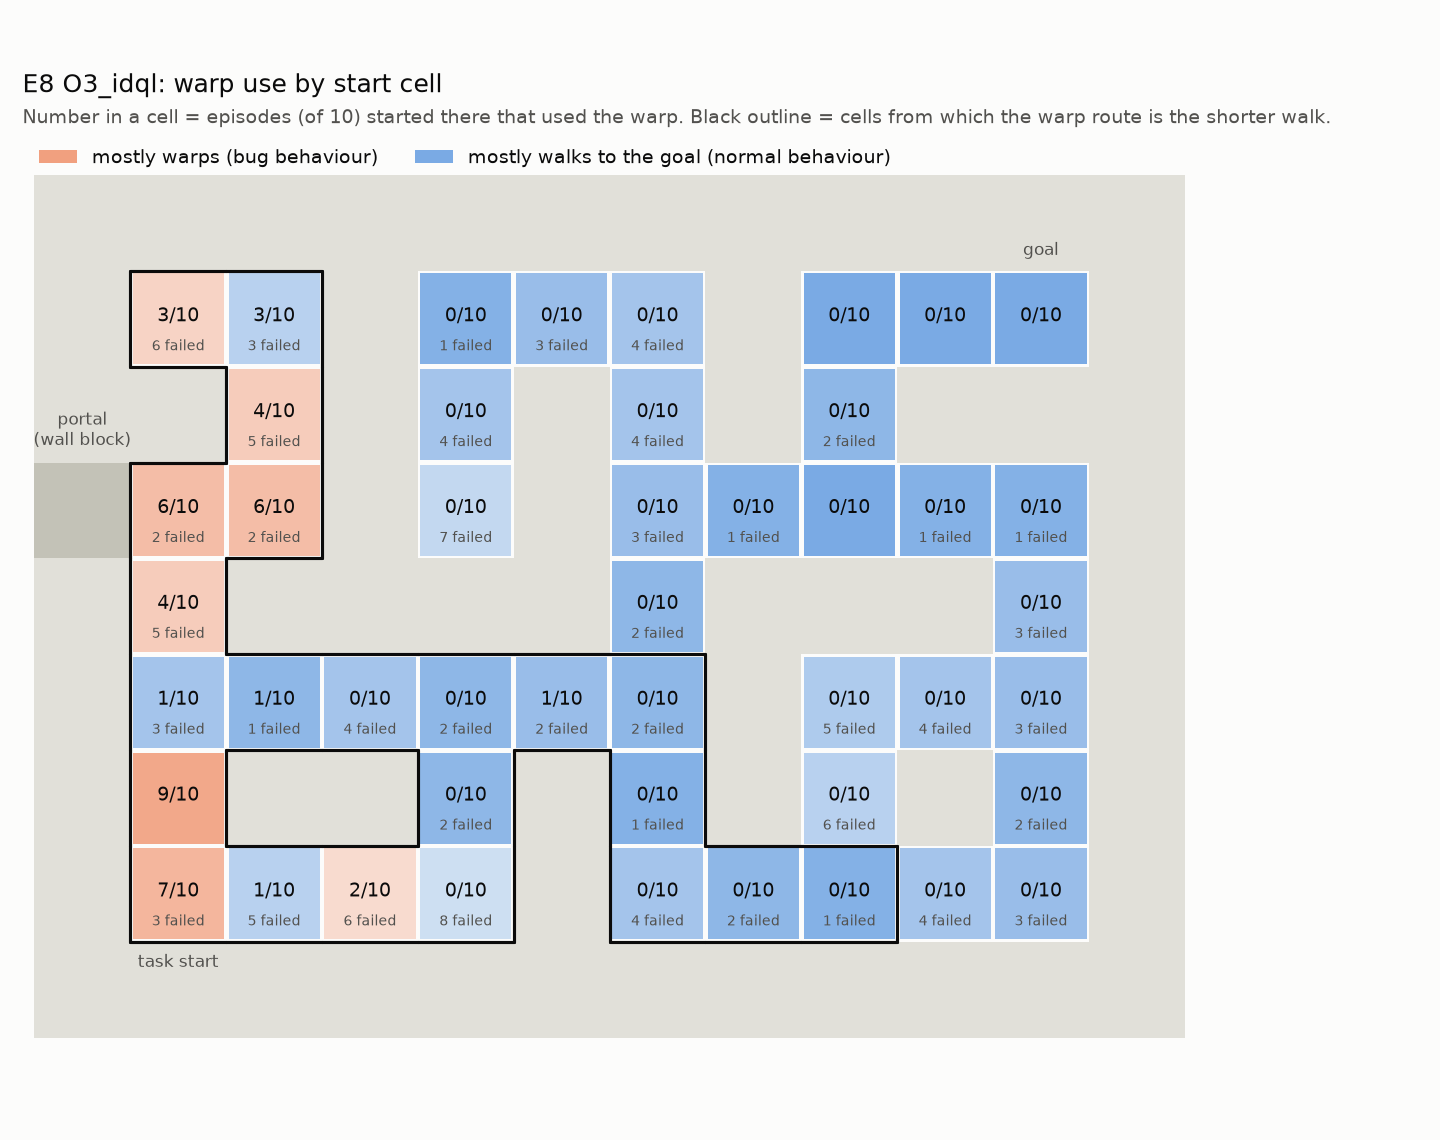 E8 O3_idql: warp use by start cell
Number in a cell = episodes (of 10) started there that used the warp. Black outline = cells from which the warp route is the shorter walk.
mostly warps (bug behaviour) mostly walks to the goal (normal behaviour)
goal
3/10 3/10 0/10 0/10 0/10 0/10 0/10 0/10
6 failed 3 failed 1 failed 3 failed 4 failed
4/10 0/10 0/10 0/10
5 failed 4 failed 4 failed 2 failed
portal
(wall block)
6/10 6/10 0/10 0/10 0/10 0/10 0/10 0/10
2 failed 2 failed 7 failed 3 failed 1 failed 1 failed 1 failed
4/10 0/10 0/10
5 failed 2 failed 3 failed
1/10 1/10 0/10 0/10 1/10 0/10 0/10 0/10 0/10
3 failed 1 failed 4 failed 2 failed 2 failed 2 failed 5 failed 4 failed 3 failed
9/10 0/10 0/10 0/10 0/10
2 failed 1 failed 6 failed 2 failed
7/10 1/10 2/10 0/10 0/10 0/10 0/10 0/10 0/10
3 failed 5 failed 6 failed 8 failed 4 failed 2 failed 1 failed 4 failed 3 failed
task start